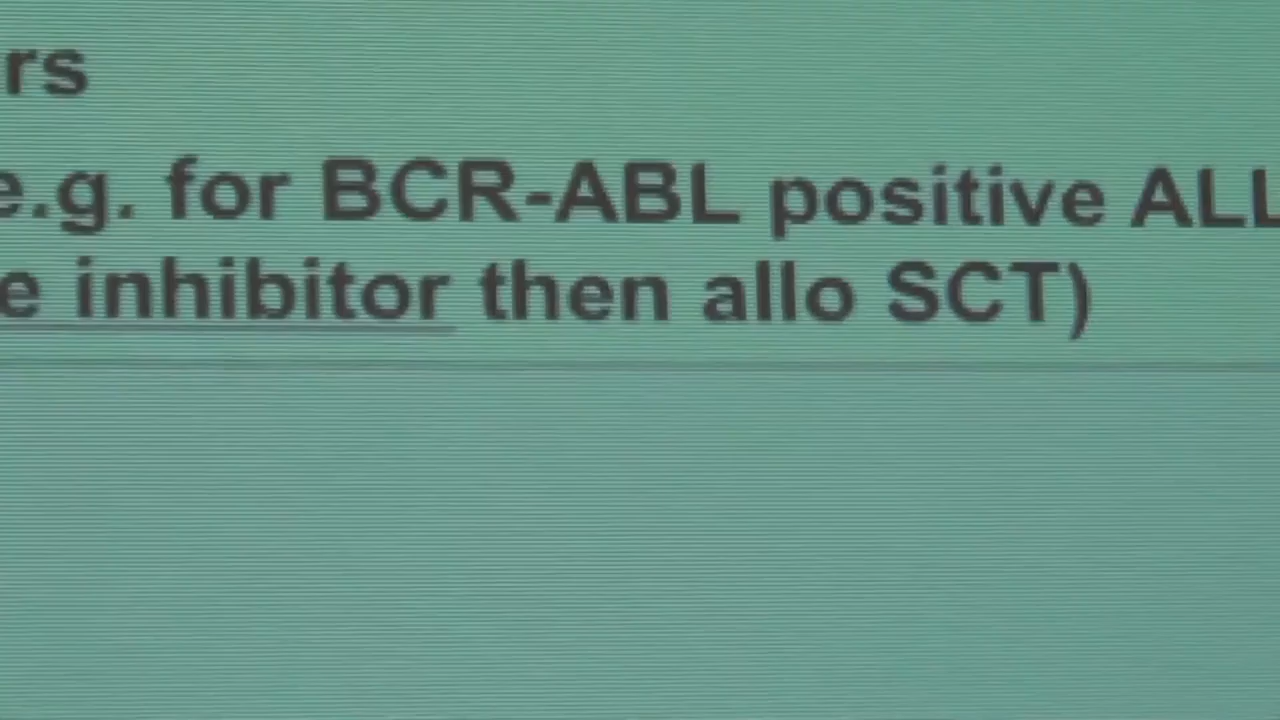 rs
e.g. for BCR-ABL positive ALL
e inhibitor then allo SCT)